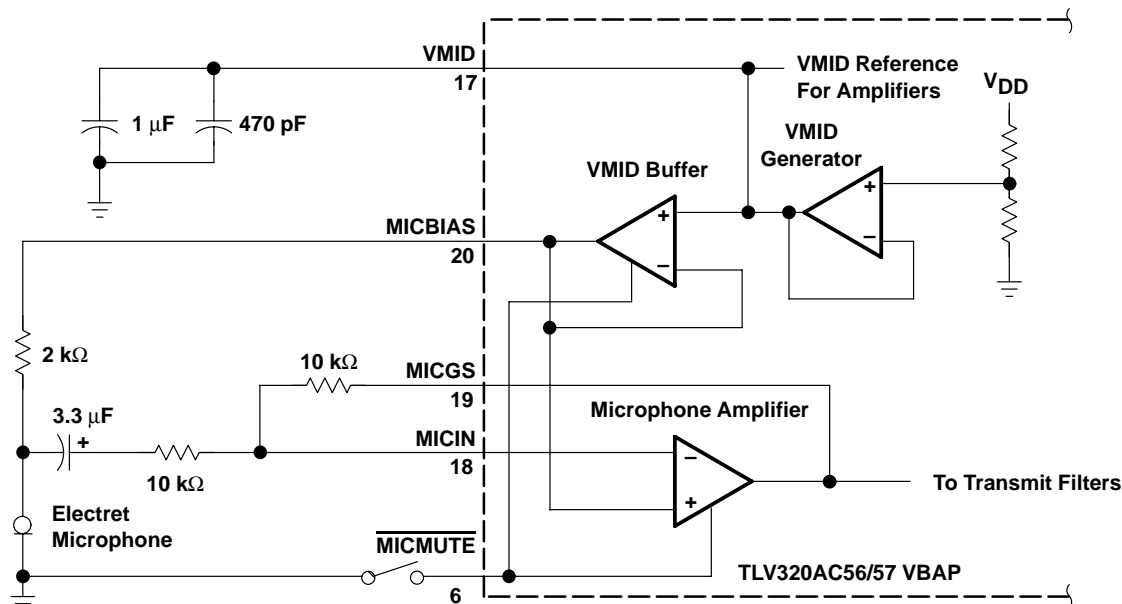 VMID
17
1 μF
470 pF
VMID Reference
For Amplifiers
VDD
VMID
Generator
VMID Buffer
+
−
+
−
MICBIAS
20
2 kΩ
10 kΩ
MICGS
19
Microphone Amplifier
3.3 μF
+
10 kΩ
MICIN
18
−
+
To Transmit Filters
Electret
Microphone
MICMUTE
6
TLV320AC56/57 VBAP